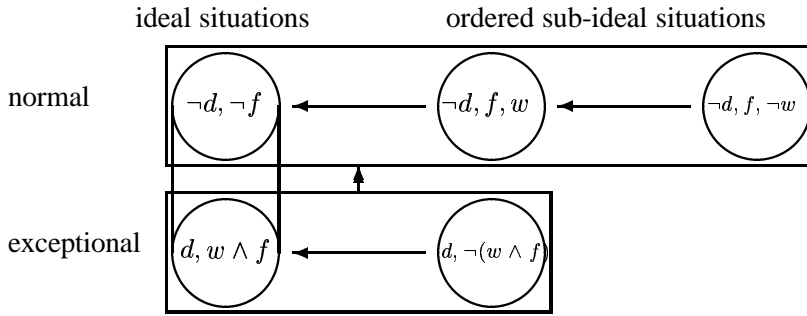 ideal situations ordered sub-ideal situations
normal ¬d, ¬f ¬d, f, w ¬d, f, ¬w
exceptional d, w ∧ f d, ¬(w ∧ f)